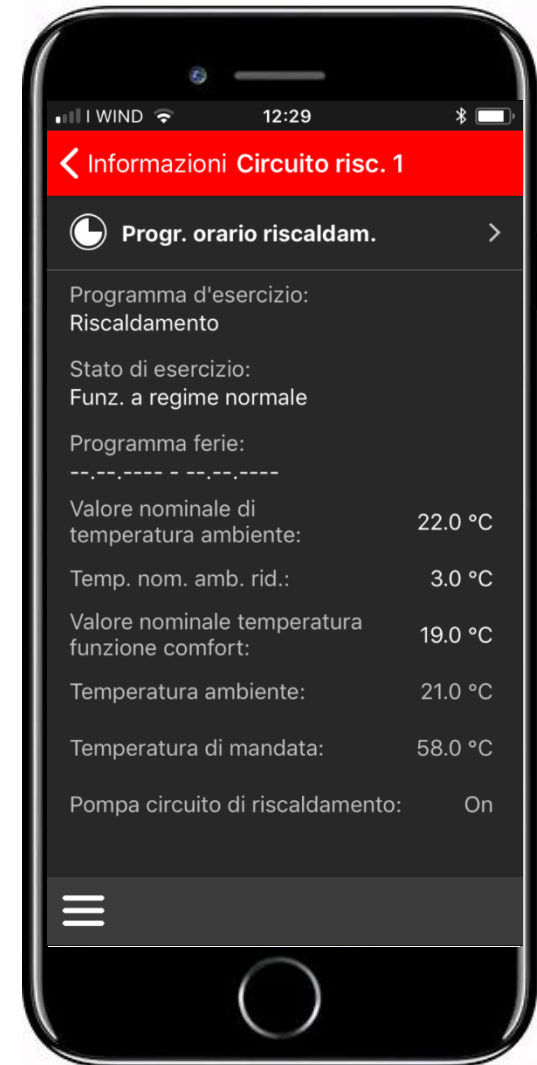 I WIND 12:29
Informazioni Circuito risc. 1
Progr. orario riscaldam.
Programma d'esercizio:
Riscaldamento
Stato di esercizio:
Funz. a regime normale
Programma ferie:
--.--.---- - --.--.----
Valore nominale di
temperatura ambiente: 22.0 °C
Temp. nom. amb. rid.: 3.0 °C
Valore nominale temperatura
funzione comfort: 19.0 °C
Temperatura ambiente: 21.0 °C
Temperatura di mandata: 58.0 °C
Pompa circuito di riscaldamento: On